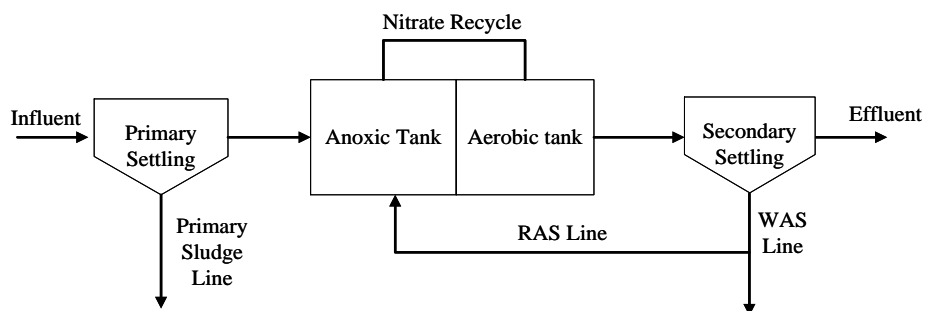 Nitrate Recycle
Influent
Primary
Settling
Anoxic Tank
Aerobic tank
Secondary
Settling
Effluent
Primary
Sludge
Line
RAS Line
WAS
Line